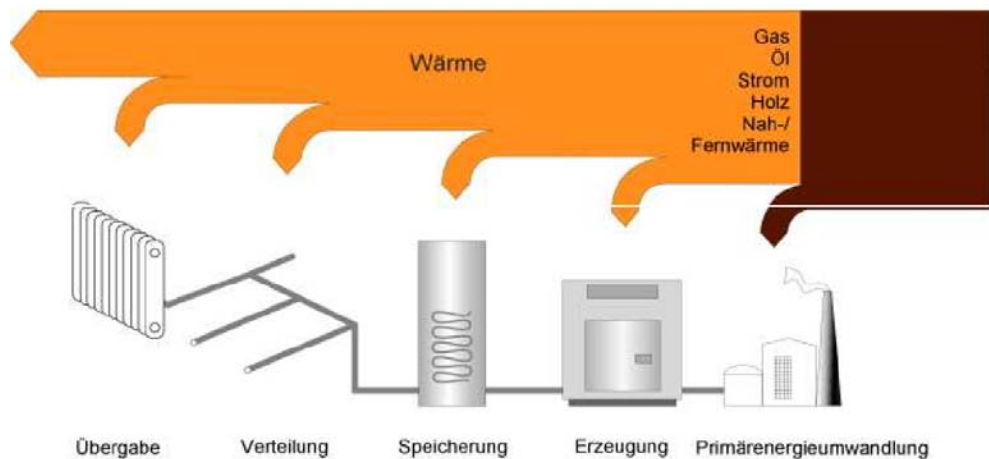 Wärme
Gas
Öl
Strom
Holz
Nah-/
Fernwärme
Übergabe
Verteilung
Speicherung
Erzeugung
Primärenergieumwandlung